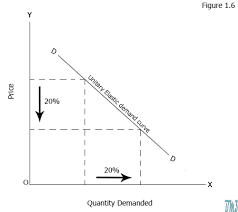 Figure 1.6
Y
D
Unitary Elastic demand curve
Price
20%
20%
D
O
X
Quantity Demanded